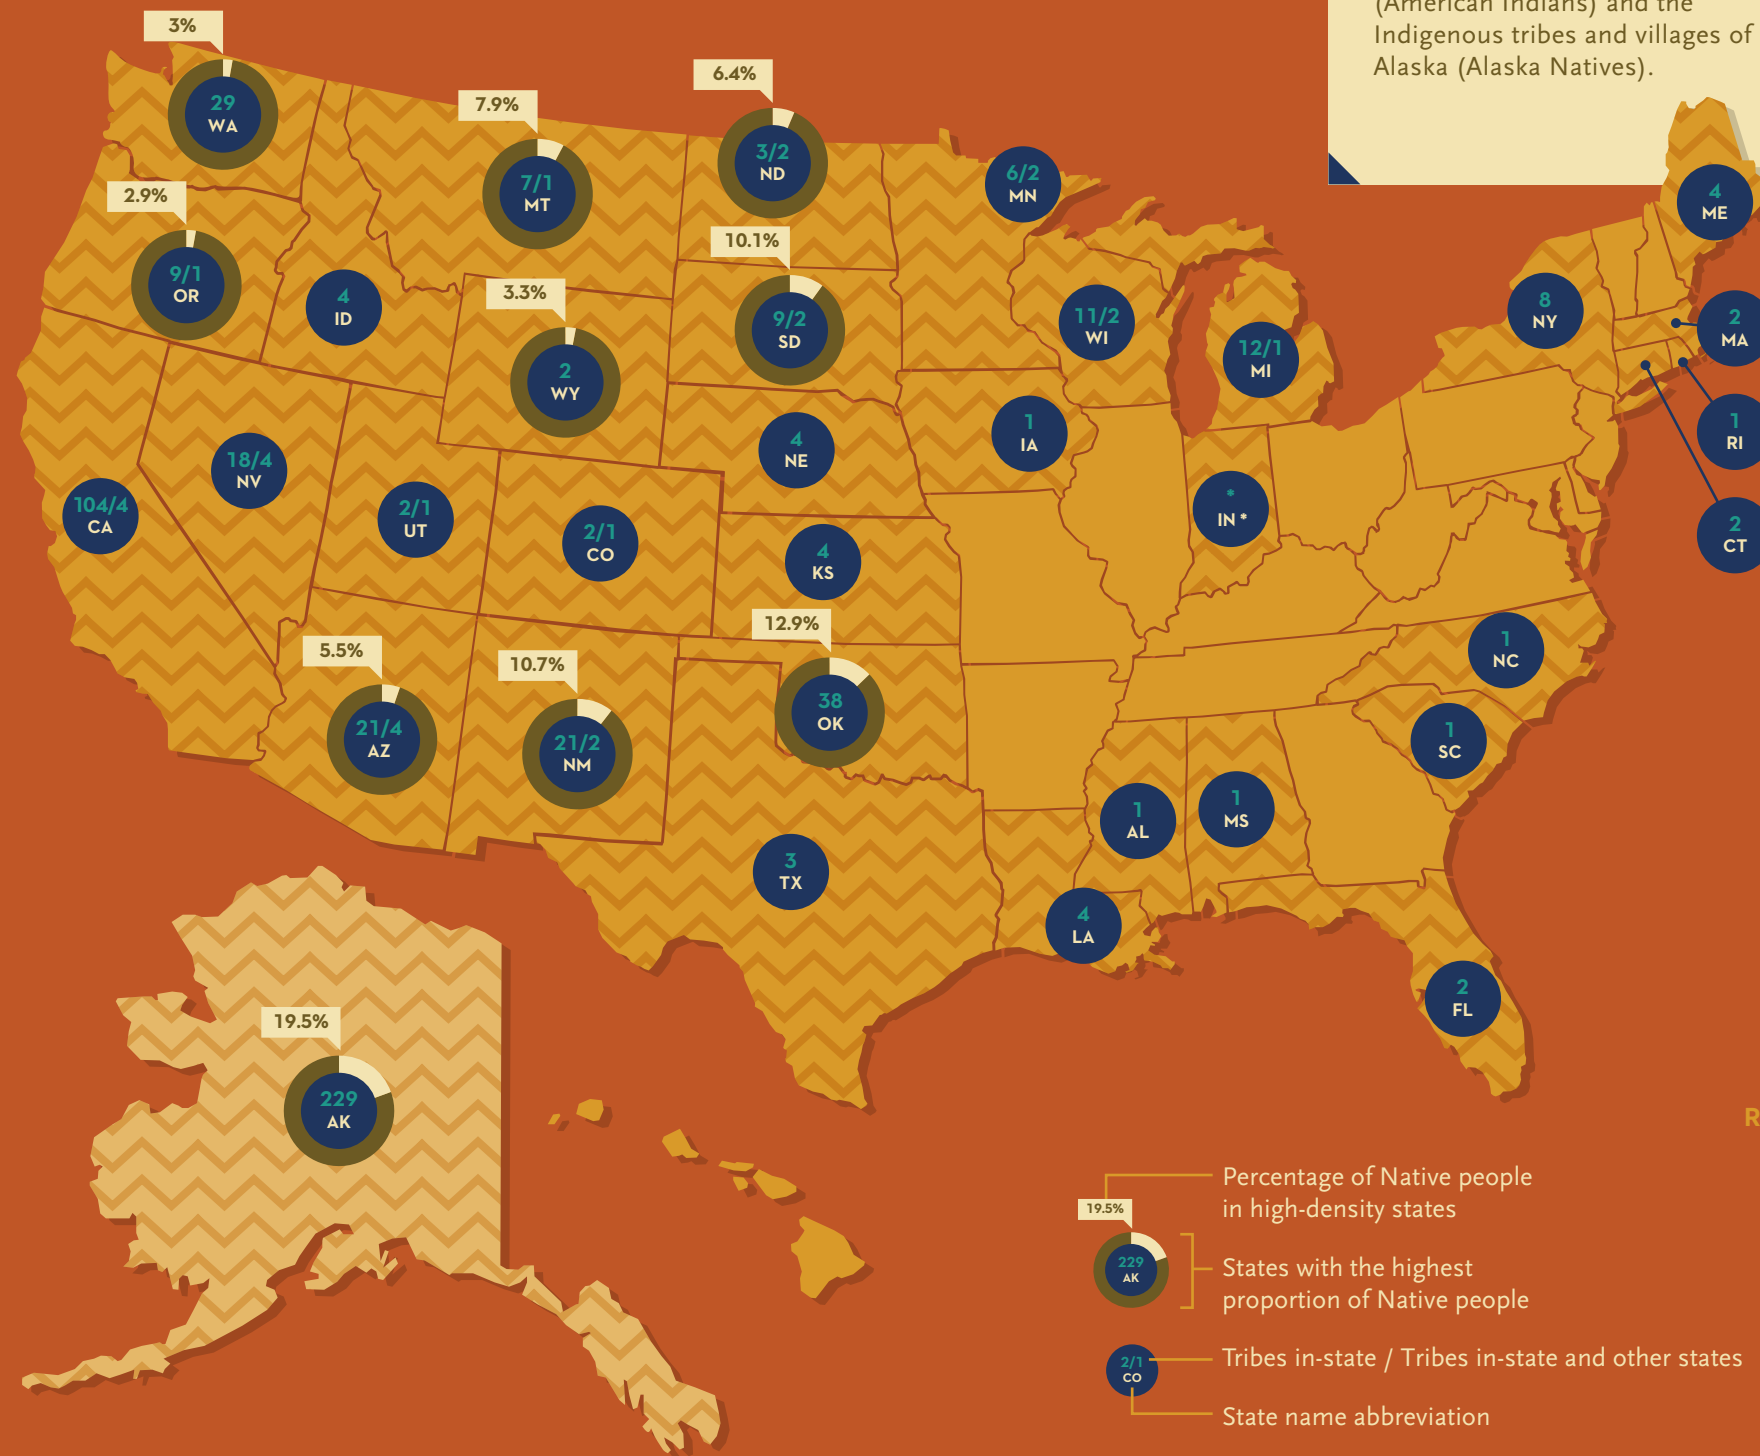 (American Indians) and the
Indigenous tribes and villages of
Alaska (Alaska Natives).
3%
29
WA
7.9%
7/1
MT
6.4%
3/2
ND
6/2
MN
4
ME
2.9%
9/1
OR
4
ID
3.3%
2
WY
10.1%
9/2
SD
11/2
WI
12/1
MI
8
NY
2
MA
1
RI
2
CT
104/4
CA
18/4
NV
2/1
UT
2/1
CO
4
NE
4
KS
1
IA
*
IN *
5.5%
21/4
AZ
10.7%
21/2
NM
12.9%
38
OK
1
NC
1
SC
1
AL
1
MS
3
TX
4
LA
2
FL
19.5%
229
AK
R
Percentage of Native people
in high-density states
19.5%
229
AK
States with the highest
proportion of Native people
2/1
CO
Tribes in-state / Tribes in-state and other states
State name abbreviation